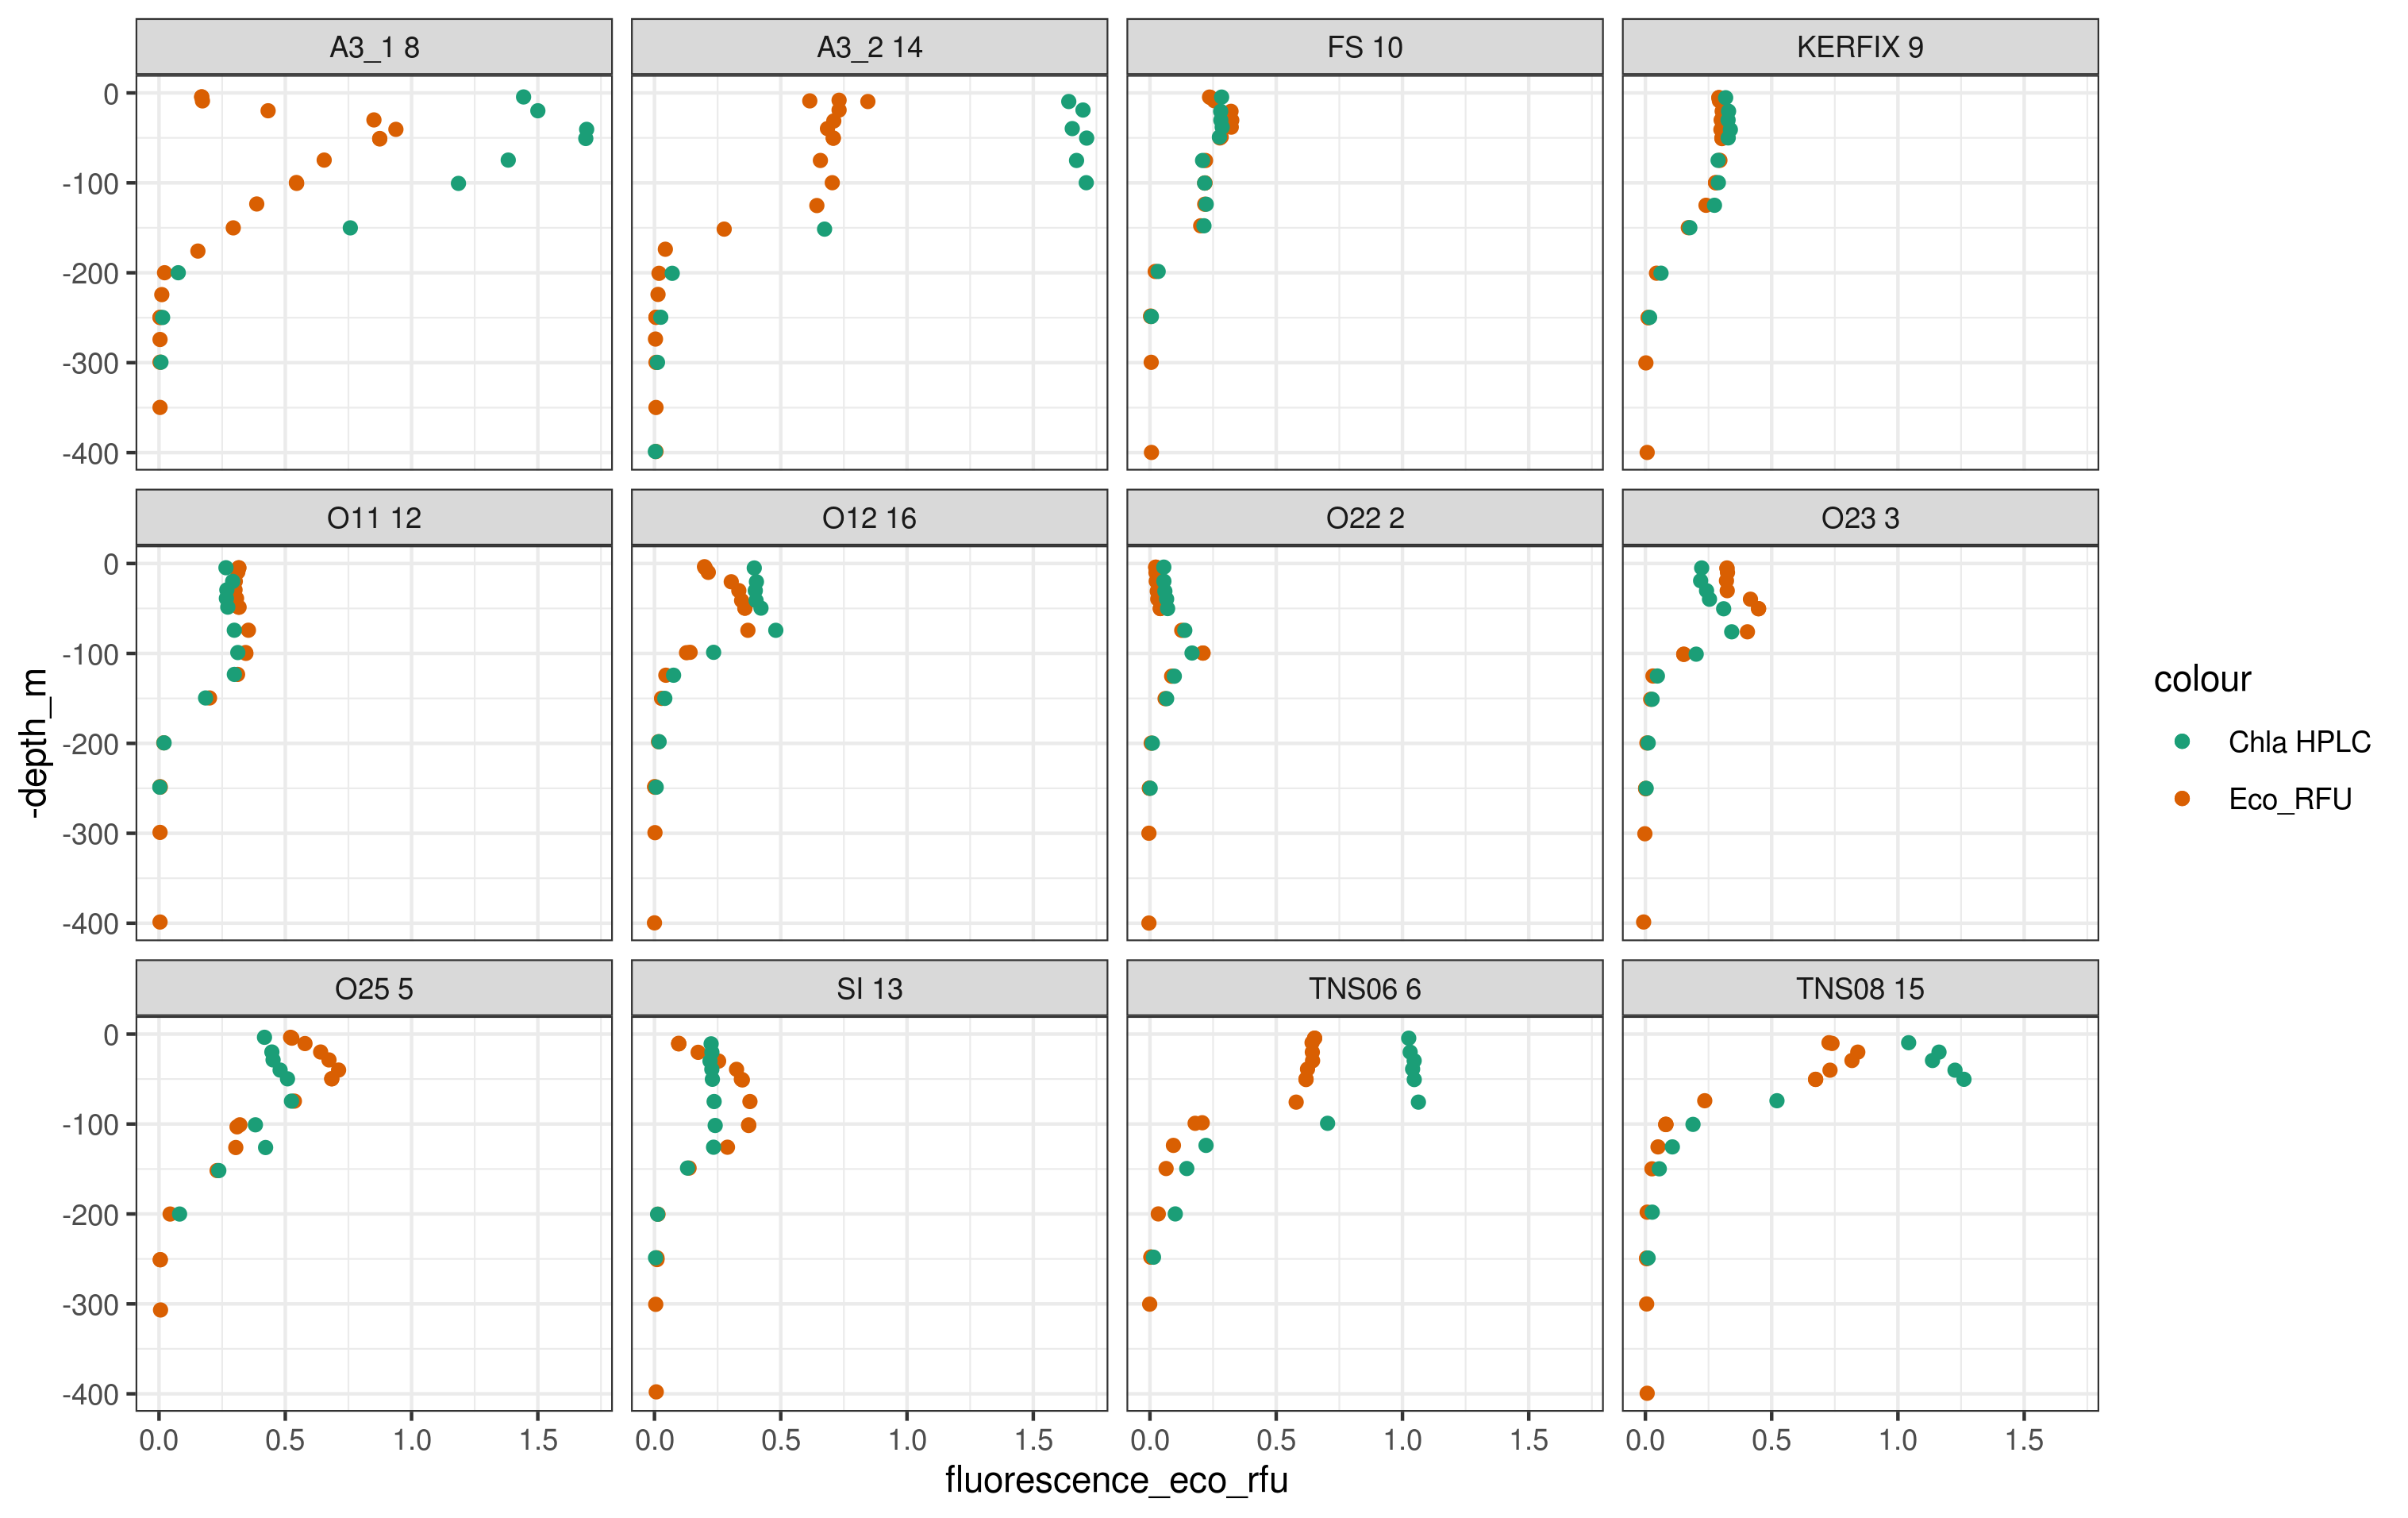 A3_1 8
A3_2 14
FS 10
KERFIX 9
0
-100
-200
-300
-400
O11 12
O12 16
O22 2
O23 3
0
-100
-200
-300
-400
O25 5
SI 13
TNS06 6
TNS08 15
0
-100
-200
-300
-400
0.0 0.5 1.0 1.5
0.0 0.5 1.0 1.5
0.0 0.5 1.0 1.5
0.0 0.5 1.0 1.5
fluorescence_eco_rfu
-depth_m
colour
Chla HPLC
Eco_RFU